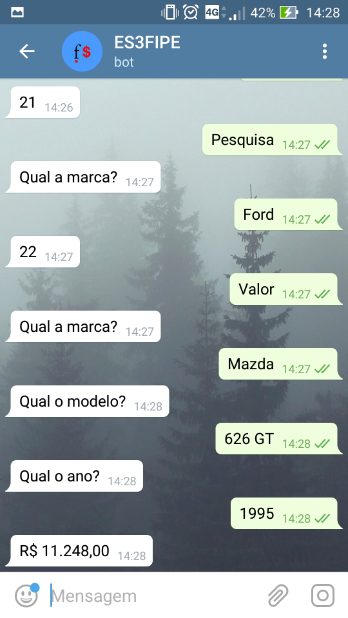 4G 42% 14:28
f$ ES3FIPE
bot
21 14:26
Pesquisa 14:27
Qual a marca? 14:27
Ford 14:27
22 14:27
Valor 14:27
Qual a marca? 14:27
Mazda 14:27
Qual o modelo? 14:28
626 GT 14:28
Qual o ano? 14:28
1995 14:28
R$ 11.248,00 14:28
Mensagem